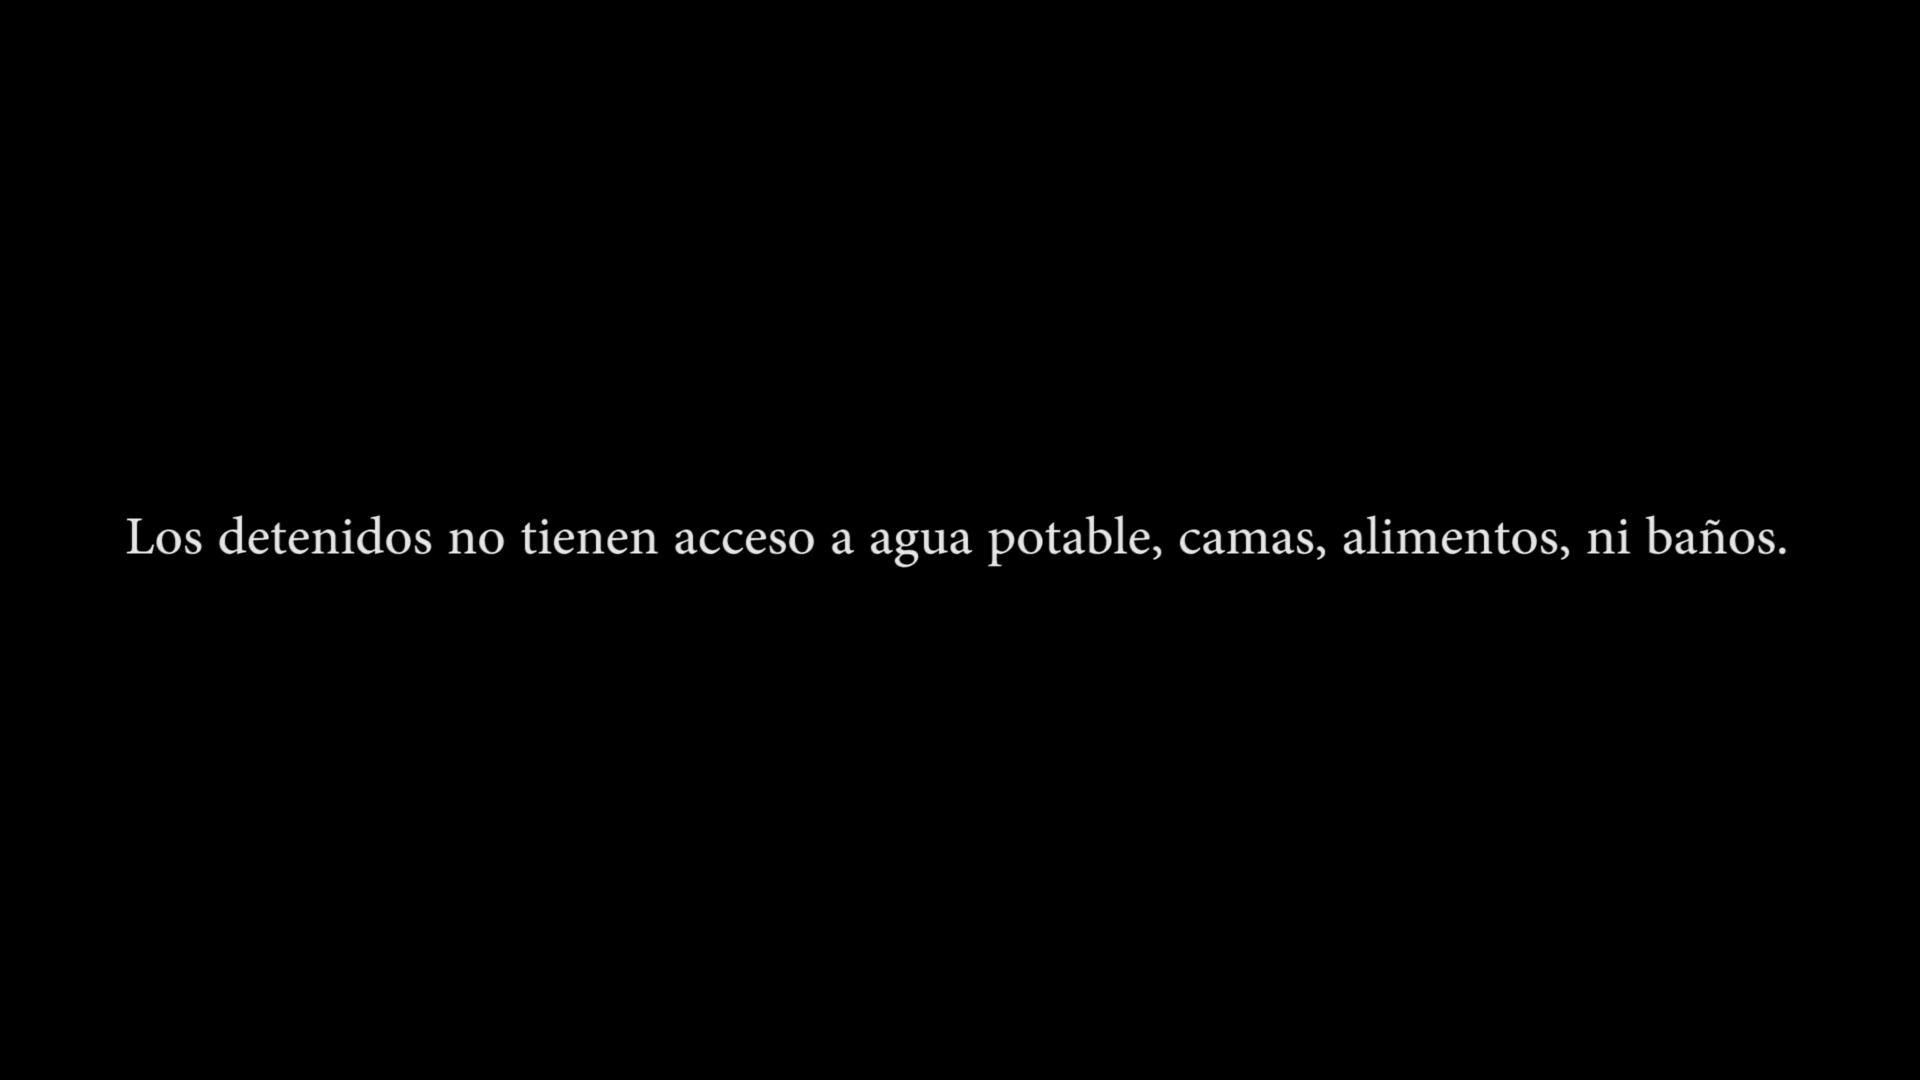 Los detenidos no tienen acceso a agua potable, camas, alimentos, ni baños.